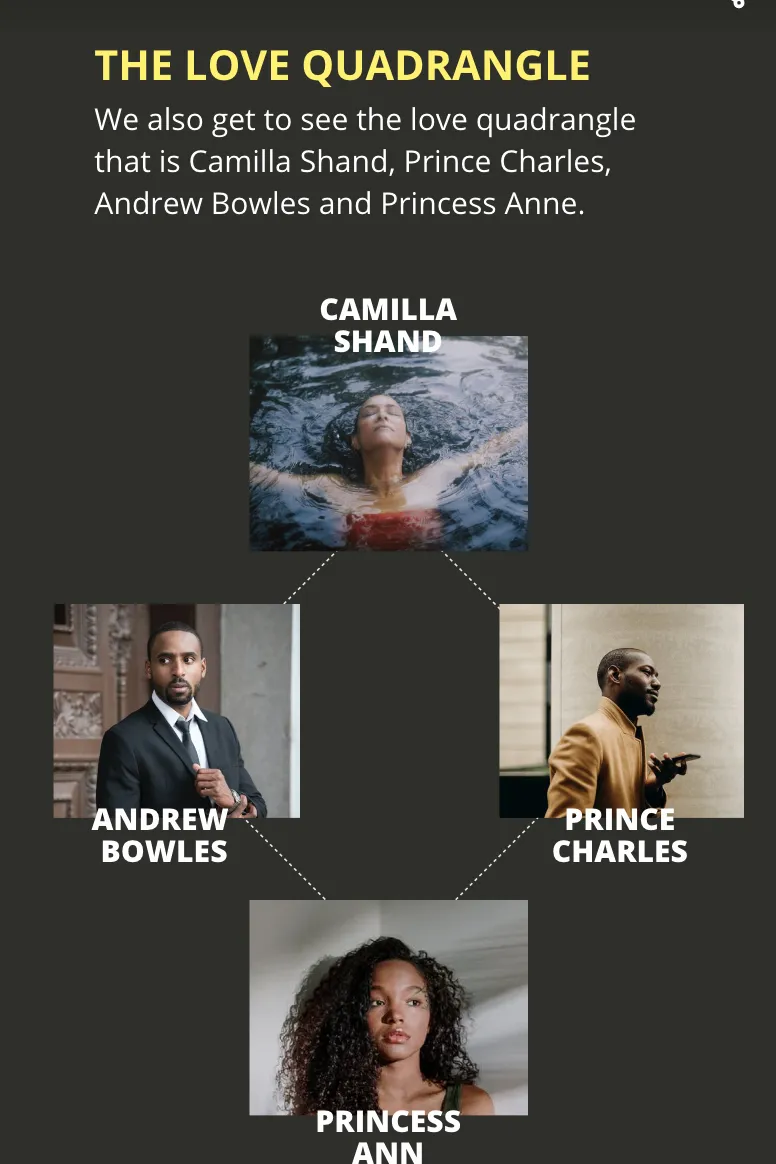 THE LOVE QUADRANGLE
We also get to see the love quadrangle
that is Camilla Shand, Prince Charles,
Andrew Bowles and Princess Anne.
CAMILLA
SHAND
ANDREW
BOWLES
PRINCE
CHARLES
PRINCESS
ANN